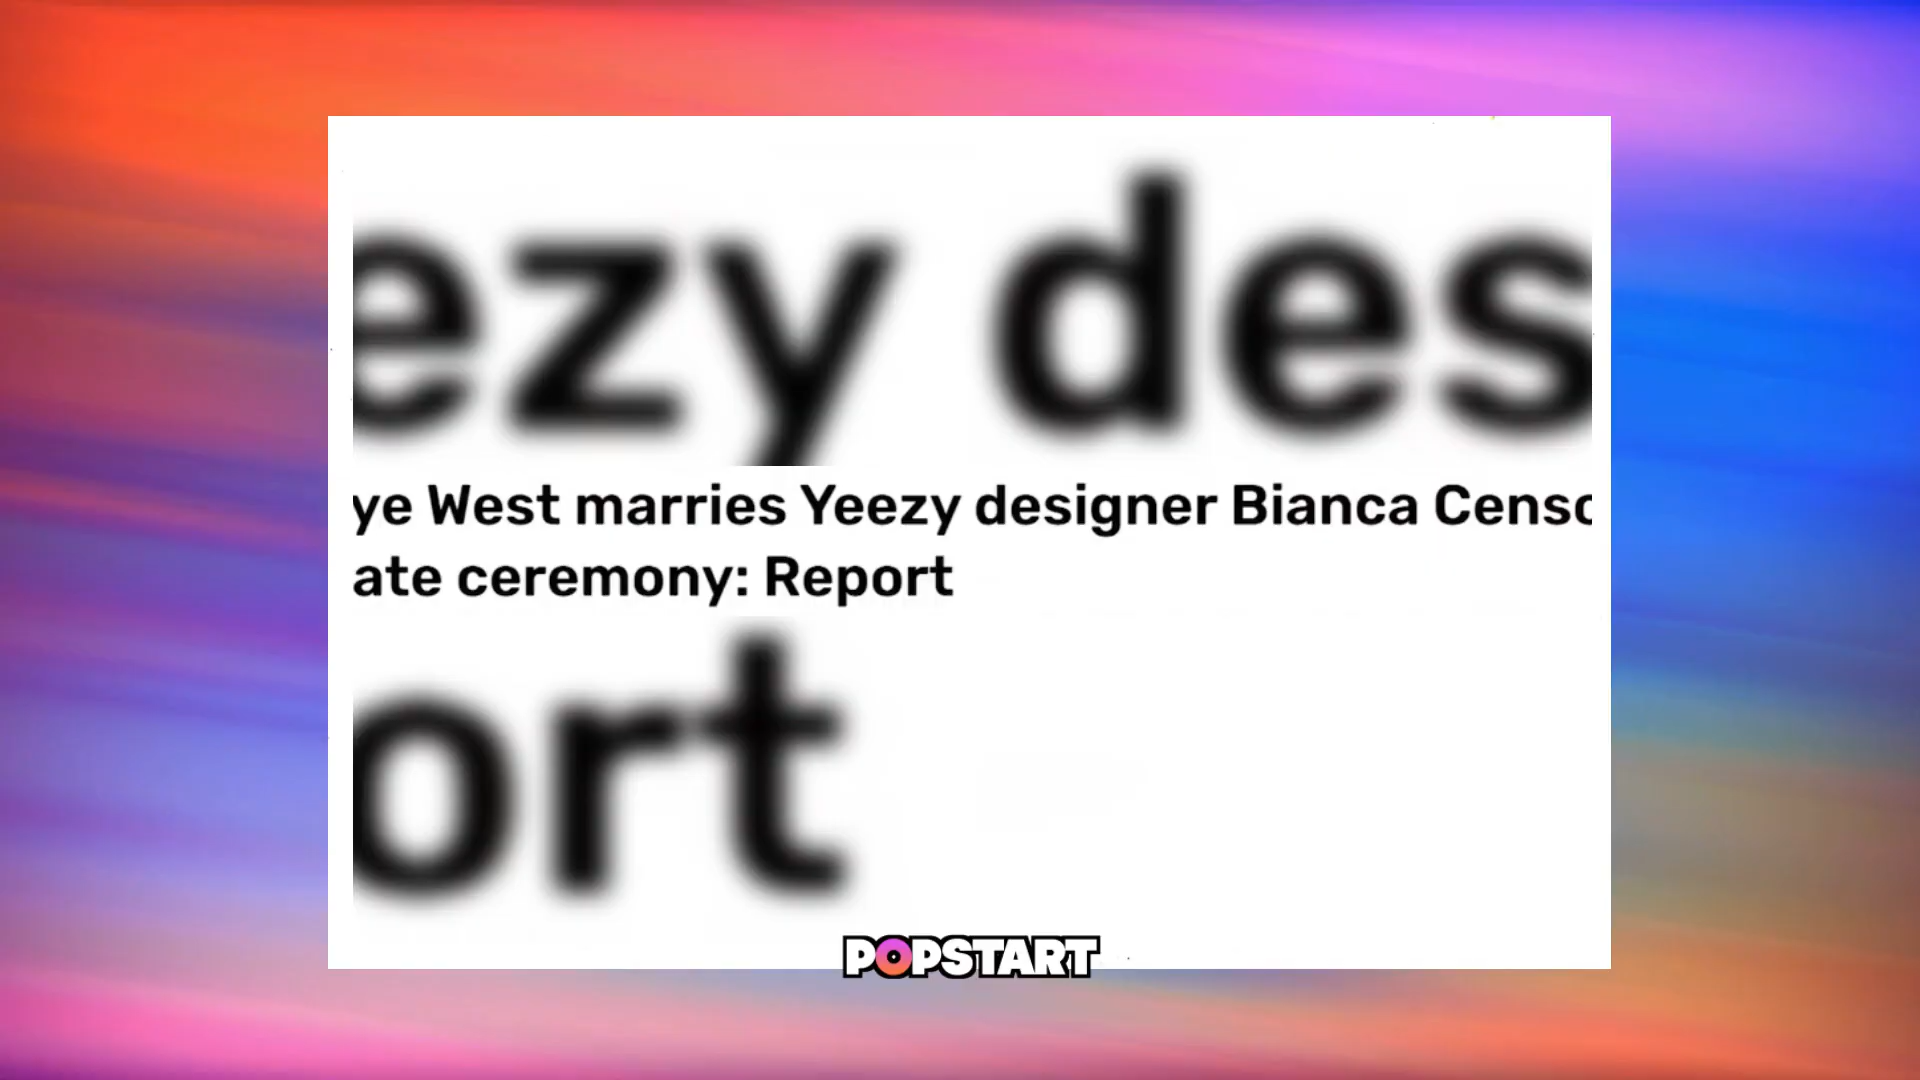 ezy des
ye West marries Yeezy designer Bianca Censo
ate ceremony: Report
ort
POPSTART